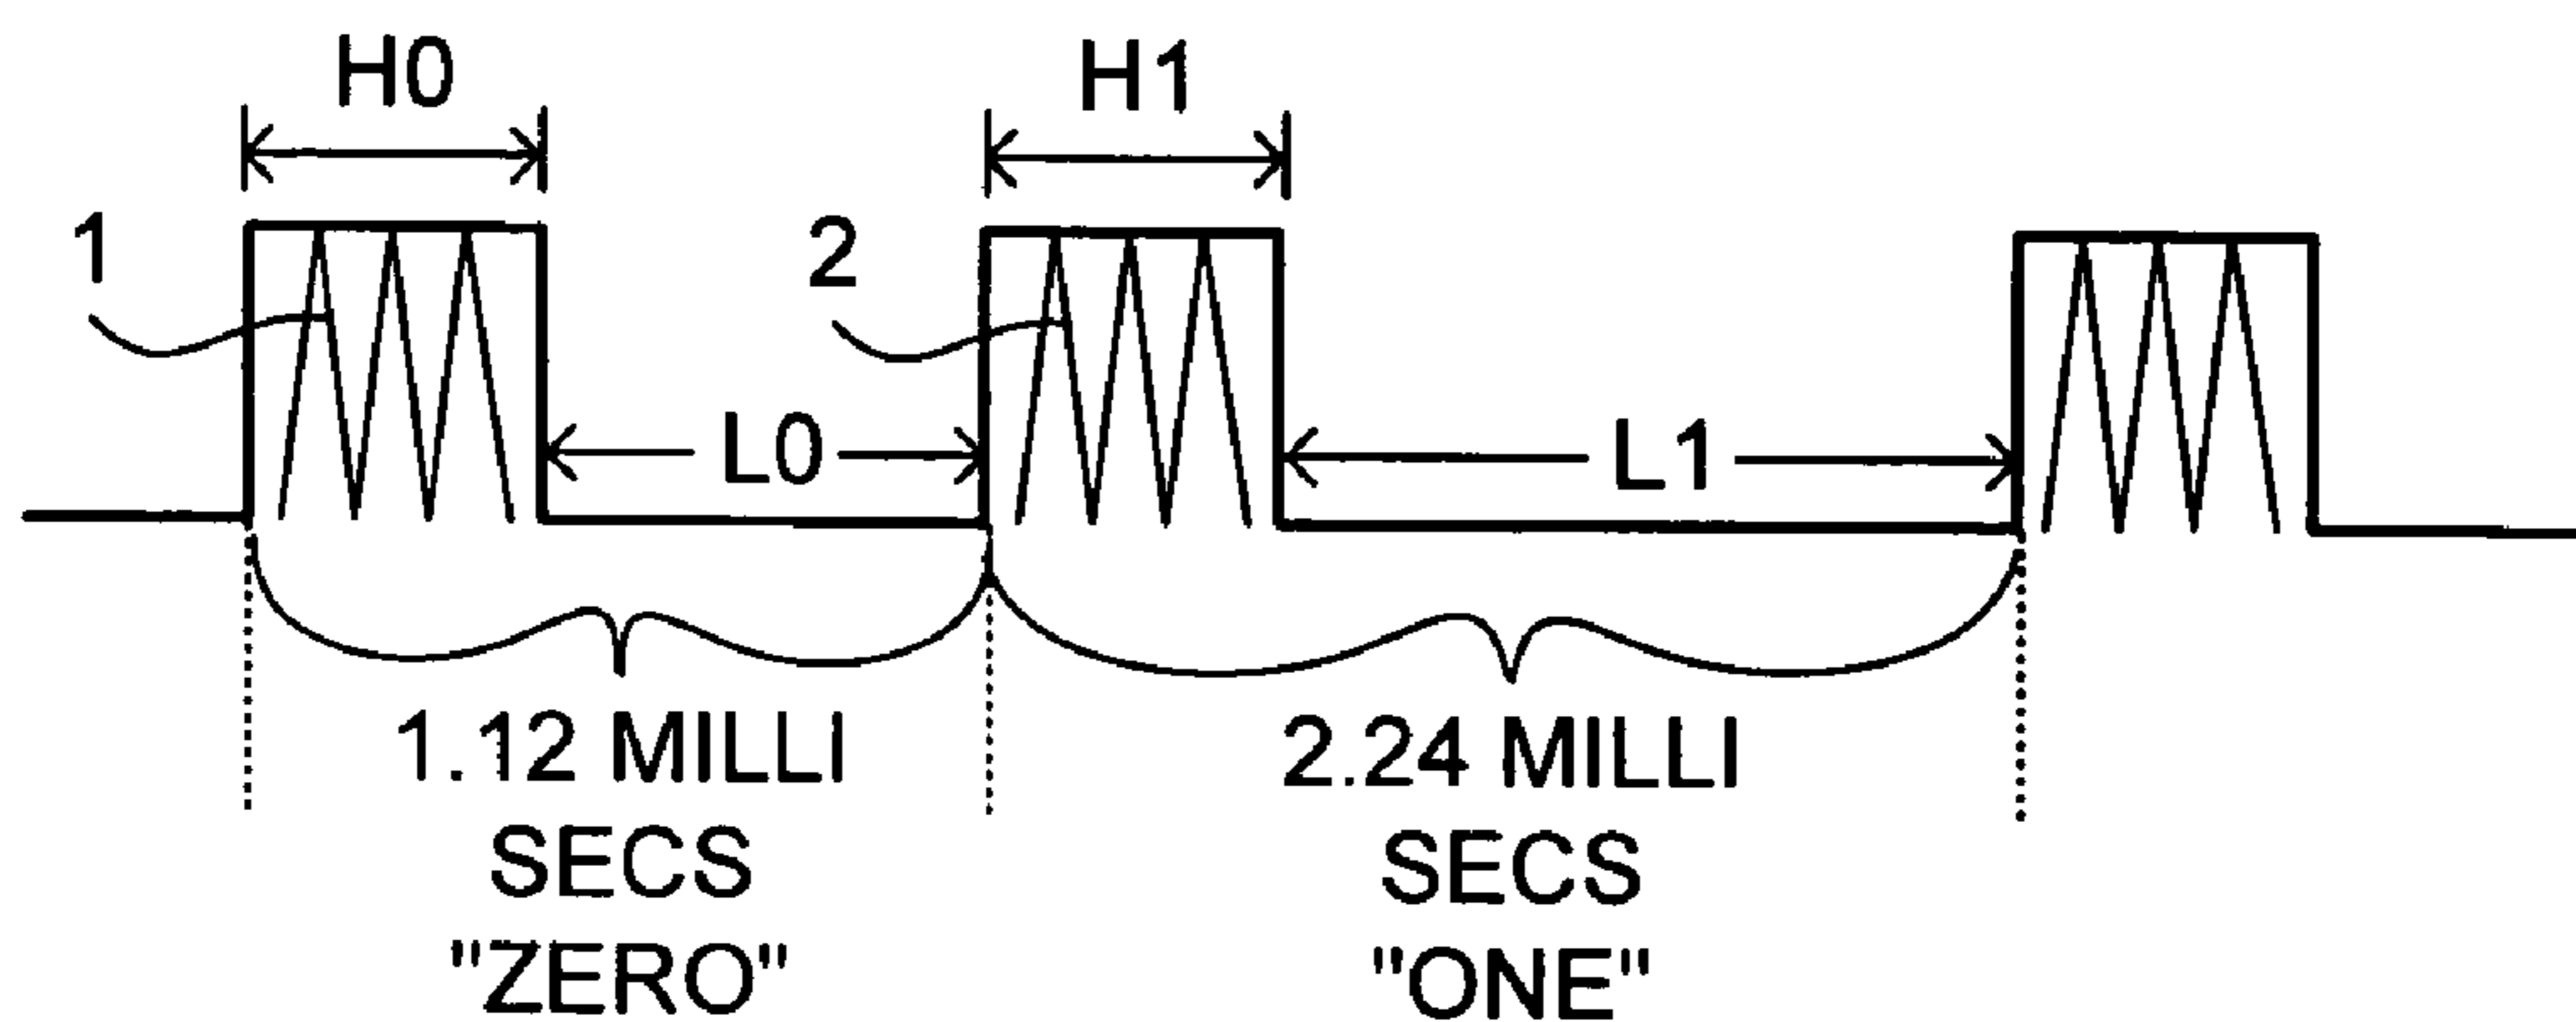 H0
H1
1
2
L0
L1
1.12 MILLI
SECS
"ZERO"
2.24 MILLI
SECS
"ONE"